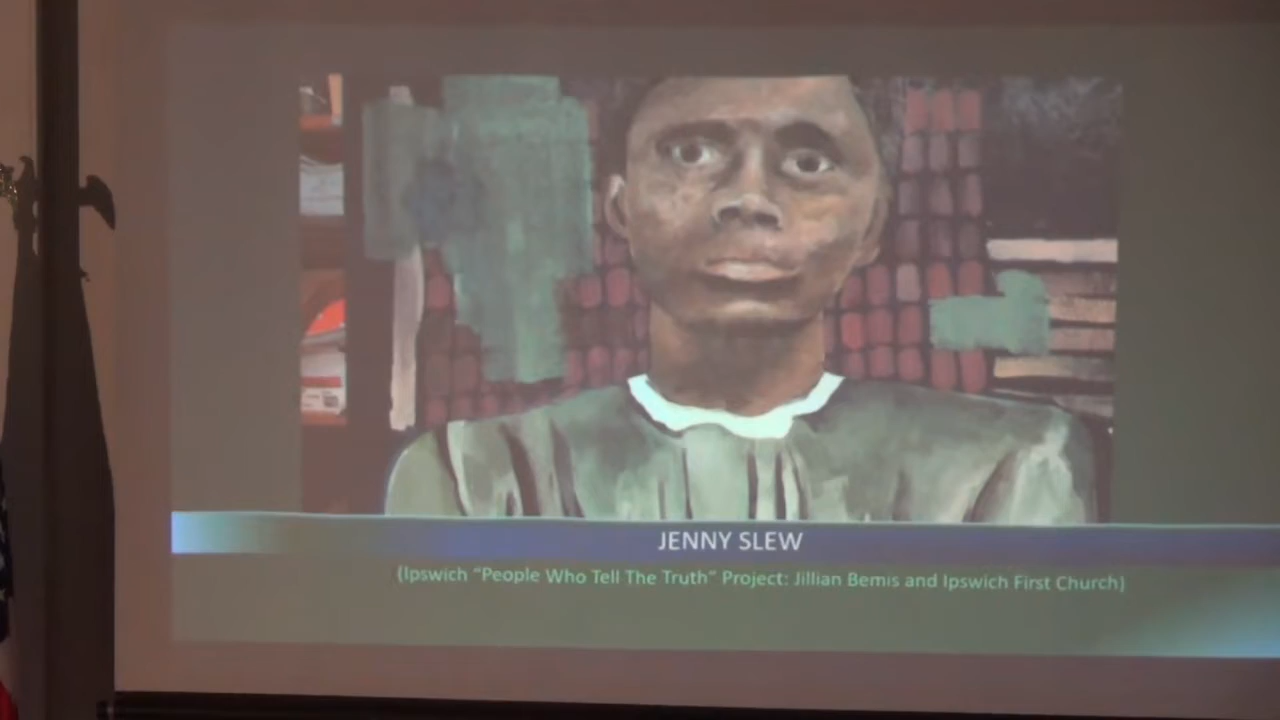 JENNY SLEW
(Ipswich “People Who Tell The Truth” Project: Jillian Bemis and Ipswich First Church)